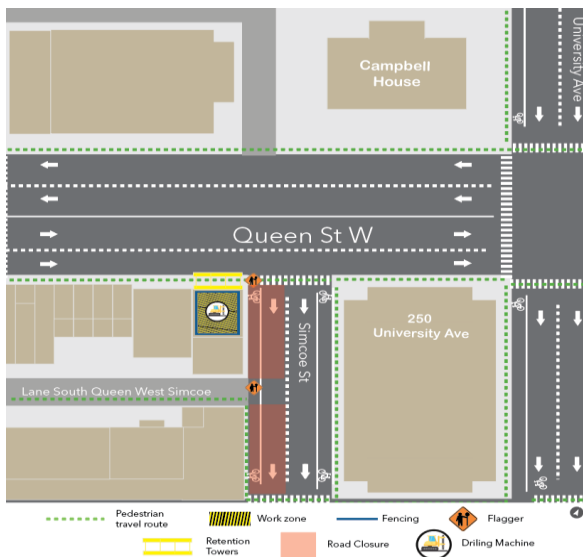 Campbell
House
University Ave
Queen St W
250
University Ave
Simcoe St
Lane South Queen West Simcoe
Pedestrian
travel route
Work zone
Fencing
Flagger
Retention
Towers
Road Closure
Driling Machine